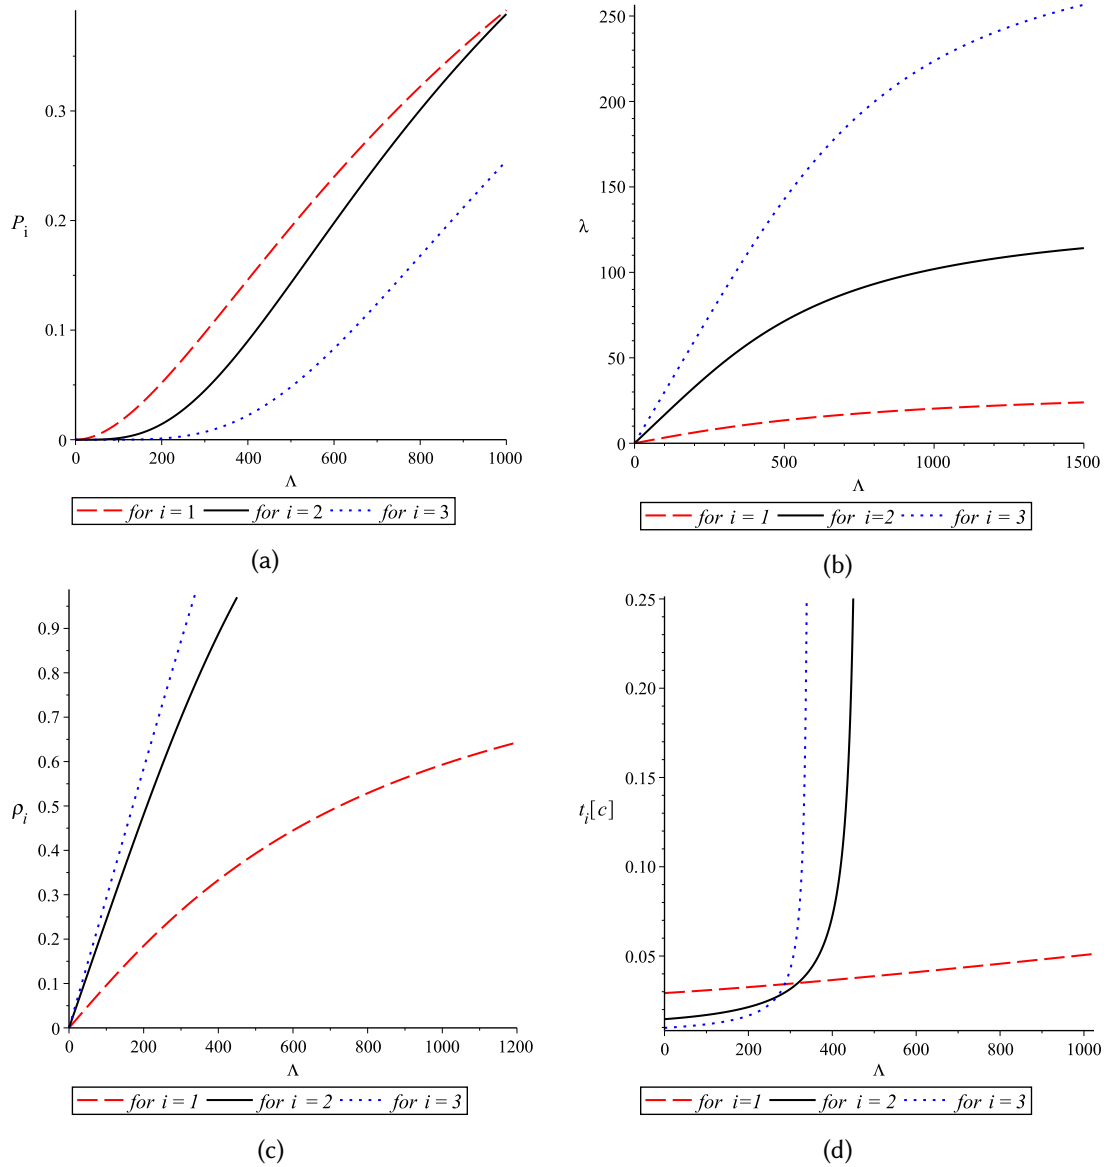 0.3
0.2
P_i
0.1
0
0 200 400 600 800 1000
Λ
for i = 1 for i = 2 for i = 3
(a)
250
200
150
λ
100
50
0
0 500 1000 1500
Λ
for i = 1 for i=2 for i = 3
(b)
0.9
0.8
0.7
0.6
ρ_i
0.5
0.4
0.3
0.2
0.1
0
0 200 400 600 800 1000 1200
Λ
for i = 1 for i = 2 for i = 3
(c)
0.25
0.20
0.15
t_i[c]
0.10
0.05
0 200 400 600 800 1000
Λ
for i=1 for i = 2 for i = 3
(d)